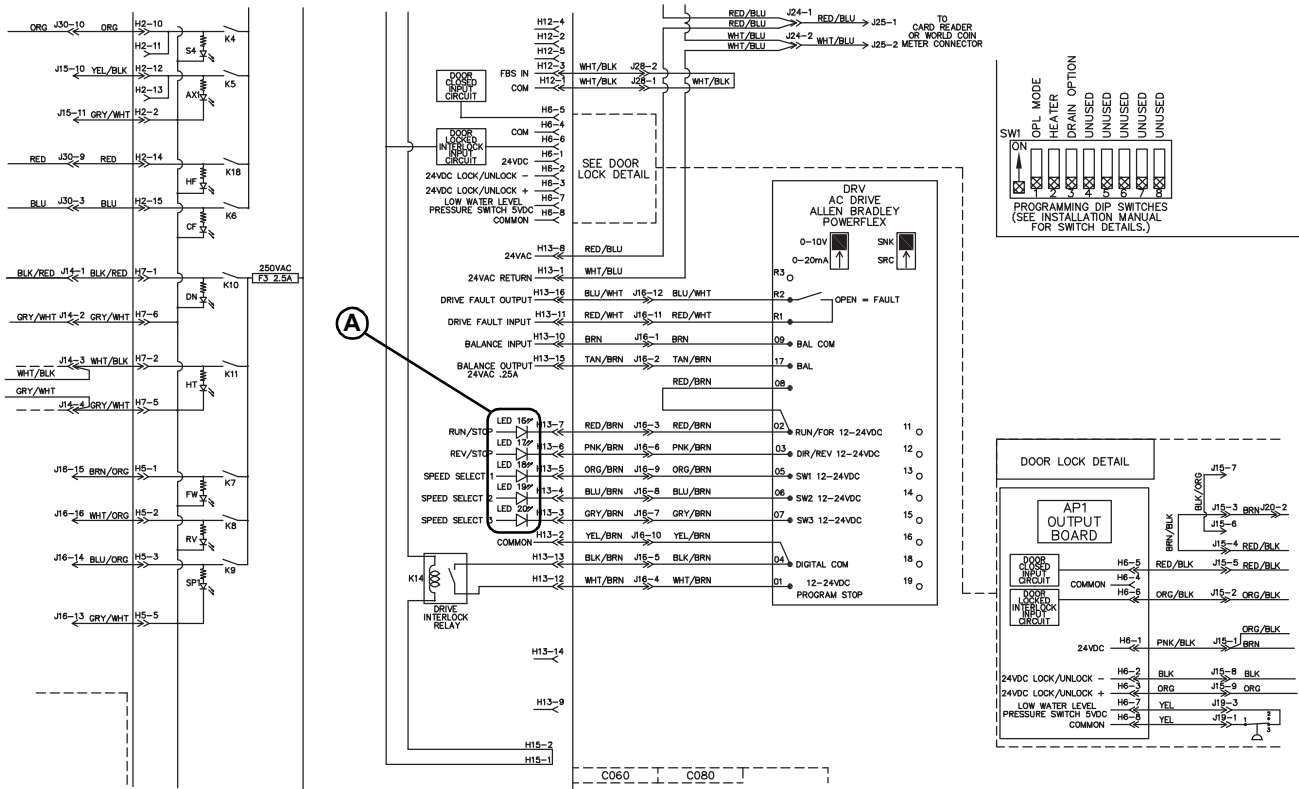 ORG J30-10 ORG H2-10
H2-11
S4
K4
J15-10 YEL/BLK H2-12
H2-13
AX1
K5
J15-11 GRY/WHT H2-2
RED J30-9 RED H2-14
HF
K18
BLU J30-3 BLU H2-15
CF
K6
BLK/RED J14-1 BLK/RED H7-1
DN
K10
250VAC
F3 2.5A
GRY/WHT J14-2 GRY/WHT H7-6
J14-3 WHT/BLK H7-2
WHT/BLK
HT
K11
GRY/WHT
J14-4 GRY/WHT H7-5
J16-15 BRN/ORG H5-1
FW
K7
J16-16 WHT/ORG H5-2
RV
K8
J16-14 BLU/ORG H5-3
SP1
K9
J16-13 GRY/WHT H5-5
A
H12-4
H12-2
H12-5
FBS IN H12-3 WHT/BLK J28-2
COM H12-1 WHT/BLK J28-1 WHT/BLK
DOOR
CLOSED
INPUT
CIRCUIT
DOOR
LOCKED
INTERLOCK
INPUT
CIRCUIT
H6-5
H6-4
COM
H6-6
H6-1
24VDC
H6-2
24VDC LOCK/UNLOCK -
H6-3
24VDC LOCK/UNLOCK +
H6-7
LOW WATER LEVEL
PRESSURE SWITCH 5VDC
H6-8
COMMON
SEE DOOR
LOCK DETAIL
RED/BLU J24-1 RED/BLU J25-1
RED/BLU
WHT/BLU J24-2 WHT/BLU J25-2
WHT/BLU
TO
CARD READER
OR WORLD COIN
METER CONNECTOR
24VAC H13-8 RED/BLU
24VAC RETURN H13-1 WHT/BLU
DRIVE FAULT OUTPUT H13-16 BLU/WHT J16-12 BLU/WHT
DRIVE FAULT INPUT H13-11 RED/WHT J16-11 RED/WHT
BALANCE INPUT H13-10 BRN J16-1 BRN
BALANCE OUTPUT H13-15 TAN/BRN J16-2 TAN/BRN
24VAC .25A
RED/BRN
RUN/STOP LED 16 H13-7 RED/BRN J16-3 RED/BRN
REV/STOP LED 17 H13-6 PNK/BRN J16-6 PNK/BRN
SPEED SELECT 1 LED 18 H13-5 ORG/BRN J16-9 ORG/BRN
SPEED SELECT 2 LED 19 H13-4 BLU/BRN J16-8 BLU/BRN
SPEED SELECT 3 LED 20 H13-3 GRY/BRN J16-7 GRY/BRN
COMMON H13-2 YEL/BRN J16-10 YEL/BRN
H13-13 BLK/BRN J16-5 BLK/BRN
H13-12 WHT/BRN J16-4 WHT/BRN
K14
DRIVE
INTERLOCK
RELAY
H13-14
H13-9
H15-2
H15-1
C060 C080
DRV
AC DRIVE
ALLEN BRADLEY
POWERFLEX
0-10V
0-20mA
SNK
SRC
R3
R2
OPEN = FAULT
R1
09 BAL COM
17 BAL
08
02 RUN/FOR 12-24VDC 11
03 DIR/REV 12-24VDC 12
05 SW1 12-24VDC 13
06 SW2 12-24VDC 14
07 SW3 12-24VDC 15
16
04 DIGITAL COM 18
01 12-24VDC 19
PROGRAM STOP
OPL MODE
HEATER
DRAIN OPTION
UNUSED
UNUSED
UNUSED
UNUSED
UNUSED
SW1
ON
1 2 3 4 5 6 7 8
PROGRAMMING DIP SWITCHES
(SEE INSTALLATION MANUAL
FOR SWITCH DETAILS.)
DOOR LOCK DETAIL
AP1
OUTPUT
BOARD
J15-7
BLK/ORG
J15-3 BRN J20-2
J15-6
BRN/BLK
J15-4 RED/BLK
DOOR
CLOSED
INPUT
CIRCUIT
H6-5 RED/BLK J15-5 RED/BLK
H6-4
COMMON
DOOR
LOCKED
INTERLOCK
INPUT
CIRCUIT
H6-6 ORG/BLK J15-2 ORG/BLK
ORG/BLK
24VDC H6-1 PNK/BLK J15-1 BRN
24VDC LOCK/UNLOCK - H6-2 BLK J15-8 BLK
24VDC LOCK/UNLOCK + H6-3 ORG J15-9 ORG
LOW WATER LEVEL H6-7 YEL J19-3
PRESSURE SWITCH 5VDC
COMMON H6-8 YEL J19-1 1 2 3